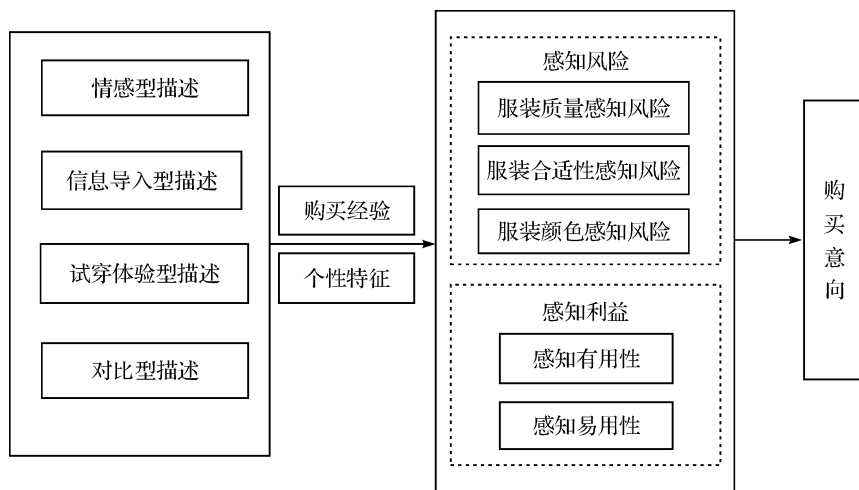 情感型描述
信息导入型描述
试穿体验型描述
对比型描述
购买经验
个性特征
感知风险
服装质量感知风险
服装合适性感知风险
服装颜色感知风险
感知利益
感知有用性
感知易用性
购
买
意
向